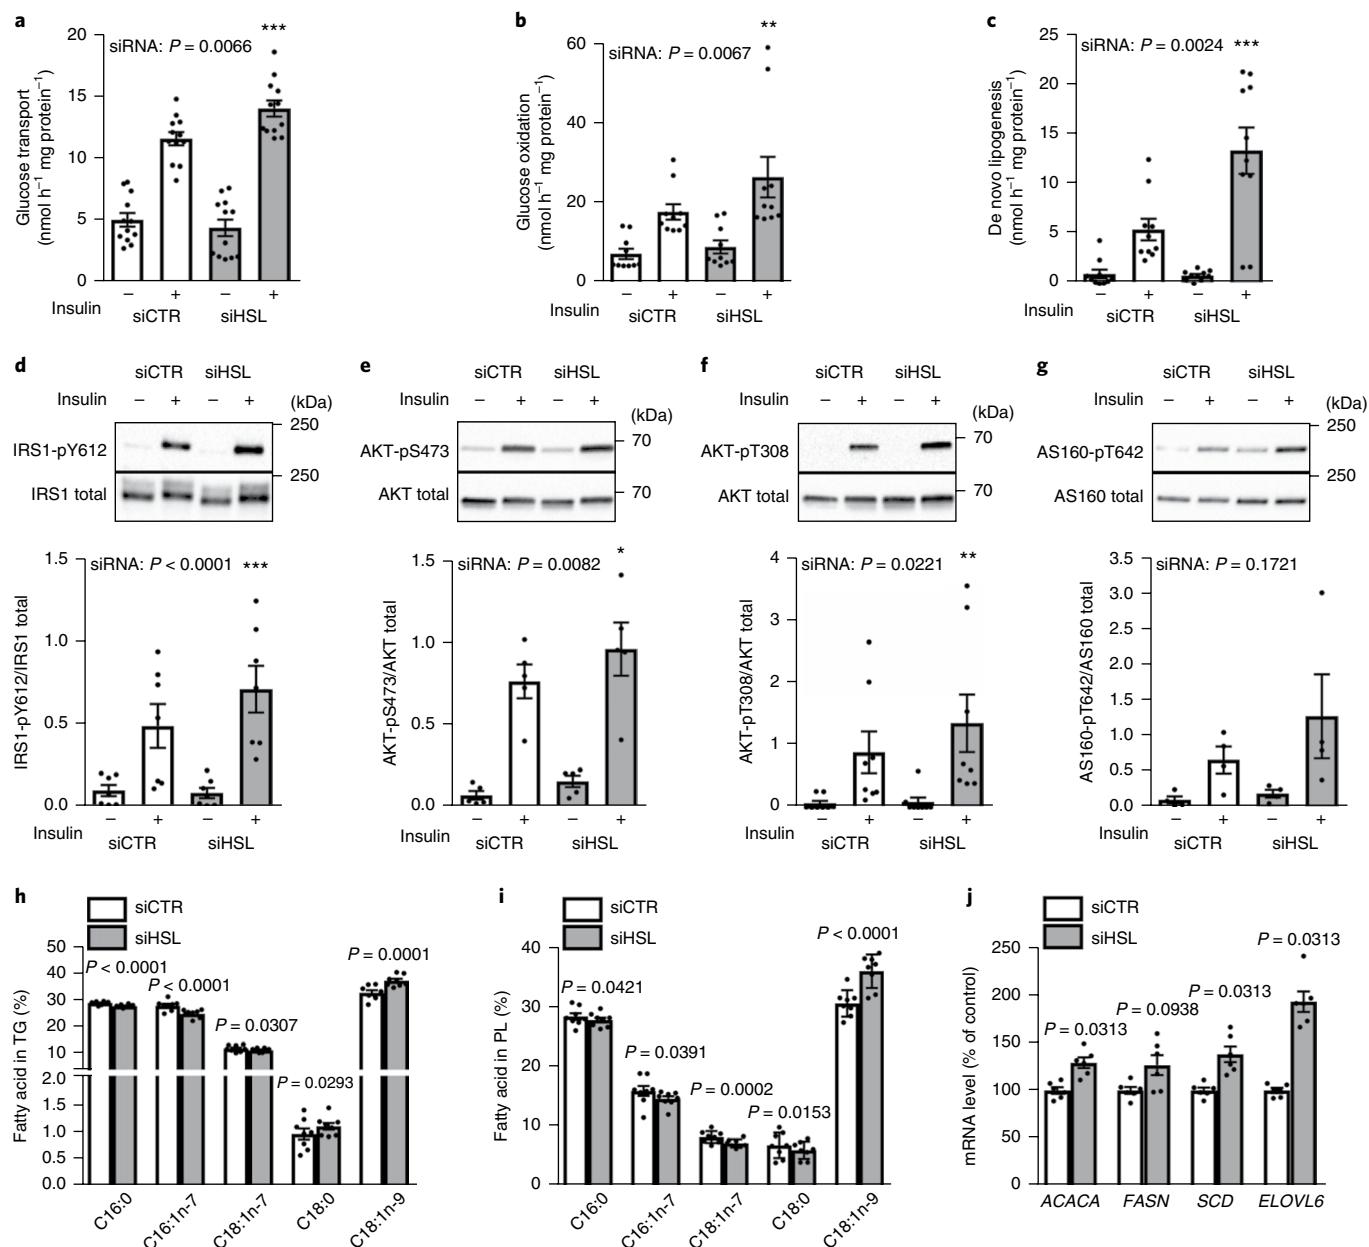 a
Glucose transport
(nmol h⁻¹ mg protein⁻¹)
20
15
10
5
0
siRNA: P = 0.0066
***
Insulin
– + – +
siCTR siHSL
b
Glucose oxidation
(nmol h⁻¹ mg protein⁻¹)
60
40
20
0
siRNA: P = 0.0067
**
Insulin
– + – +
siCTR siHSL
c
De novo lipogenesis
(nmol h⁻¹ mg protein⁻¹)
25
20
15
10
5
0
siRNA: P = 0.0024
***
Insulin
– + – +
siCTR siHSL
d
siCTR siHSL
Insulin – + – + (kDa)
250
IRS1-pY612
250
IRS1 total
IRS1-pY612/IRS1 total
1.5
1.0
0.5
0.0
siRNA: P < 0.0001
***
Insulin
– + – +
siCTR siHSL
e
siCTR siHSL
Insulin – + – + (kDa)
70
AKT-pS473
70
AKT total
AKT-pS473/AKT total
1.5
1.0
0.5
0.0
siRNA: P = 0.0082
*
Insulin
– + – +
siCTR siHSL
f
siCTR siHSL
Insulin – + – + (kDa)
70
AKT-pT308
70
AKT total
AKT-pT308/AKT total
4
3
2
1
0
siRNA: P = 0.0221
**
Insulin
– + – +
siCTR siHSL
g
siCTR siHSL
Insulin – + – + (kDa)
250
AS160-pT642
250
AS160 total
AS160-pT642/AS160 total
3.5
3.0
2.5
2.0
1.5
1.0
0.5
0.0
siRNA: P = 0.1721
Insulin
– + – +
siCTR siHSL
h
siCTR
siHSL
Fatty acid in TG (%)
50
40
30
20
10
2.0
1.5
1.0
0.5
0.0
P < 0.0001
P < 0.0001
P = 0.0307
P = 0.0293
P = 0.0001
C16:0
C16:1n-7
C18:1n-7
C18:0
C18:1n-9
i
siCTR
siHSL
Fatty acid in PL (%)
40
30
20
10
0
P = 0.0421
P = 0.0391
P = 0.0002
P = 0.0153
P < 0.0001
C16:0
C16:1n-7
C18:1n-7
C18:0
C18:1n-9
j
siCTR
siHSL
mRNA level (% of control)
250
200
150
100
50
0
P = 0.0313
P = 0.0938
P = 0.0313
P = 0.0313
ACACA FASN SCD ELOVL6